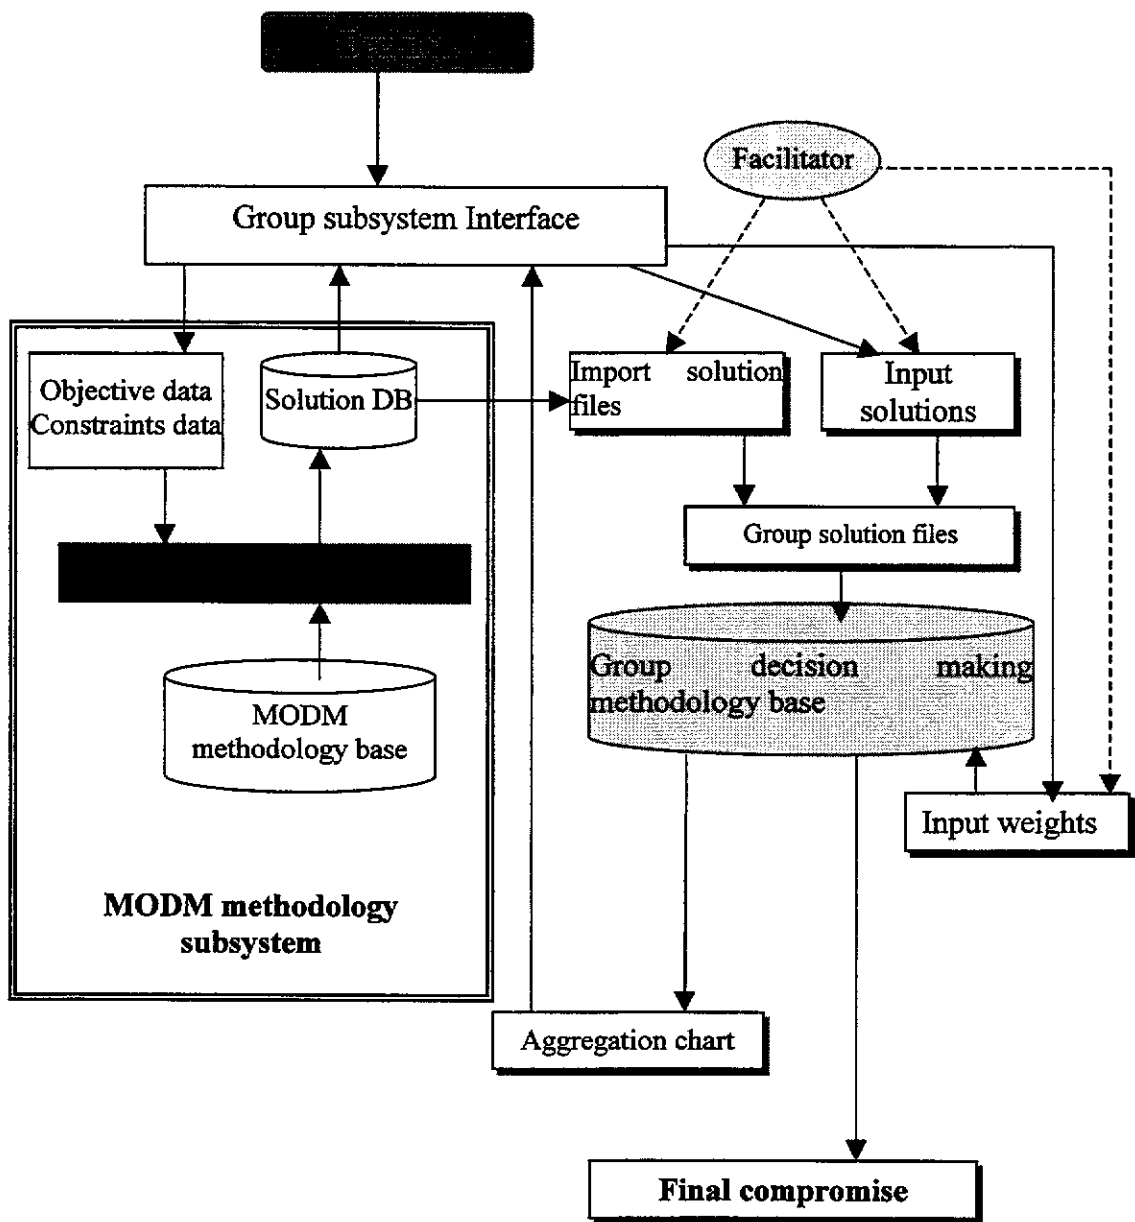 Facilitator
Group subsystem Interface
Objective data
Constraints data
Solution DB
Import solution
files
Input
solutions
Group solution files
Group decision making
methodology base
MODM
methodology base
Input weights
MODM methodology
subsystem
Aggregation chart
Final compromise